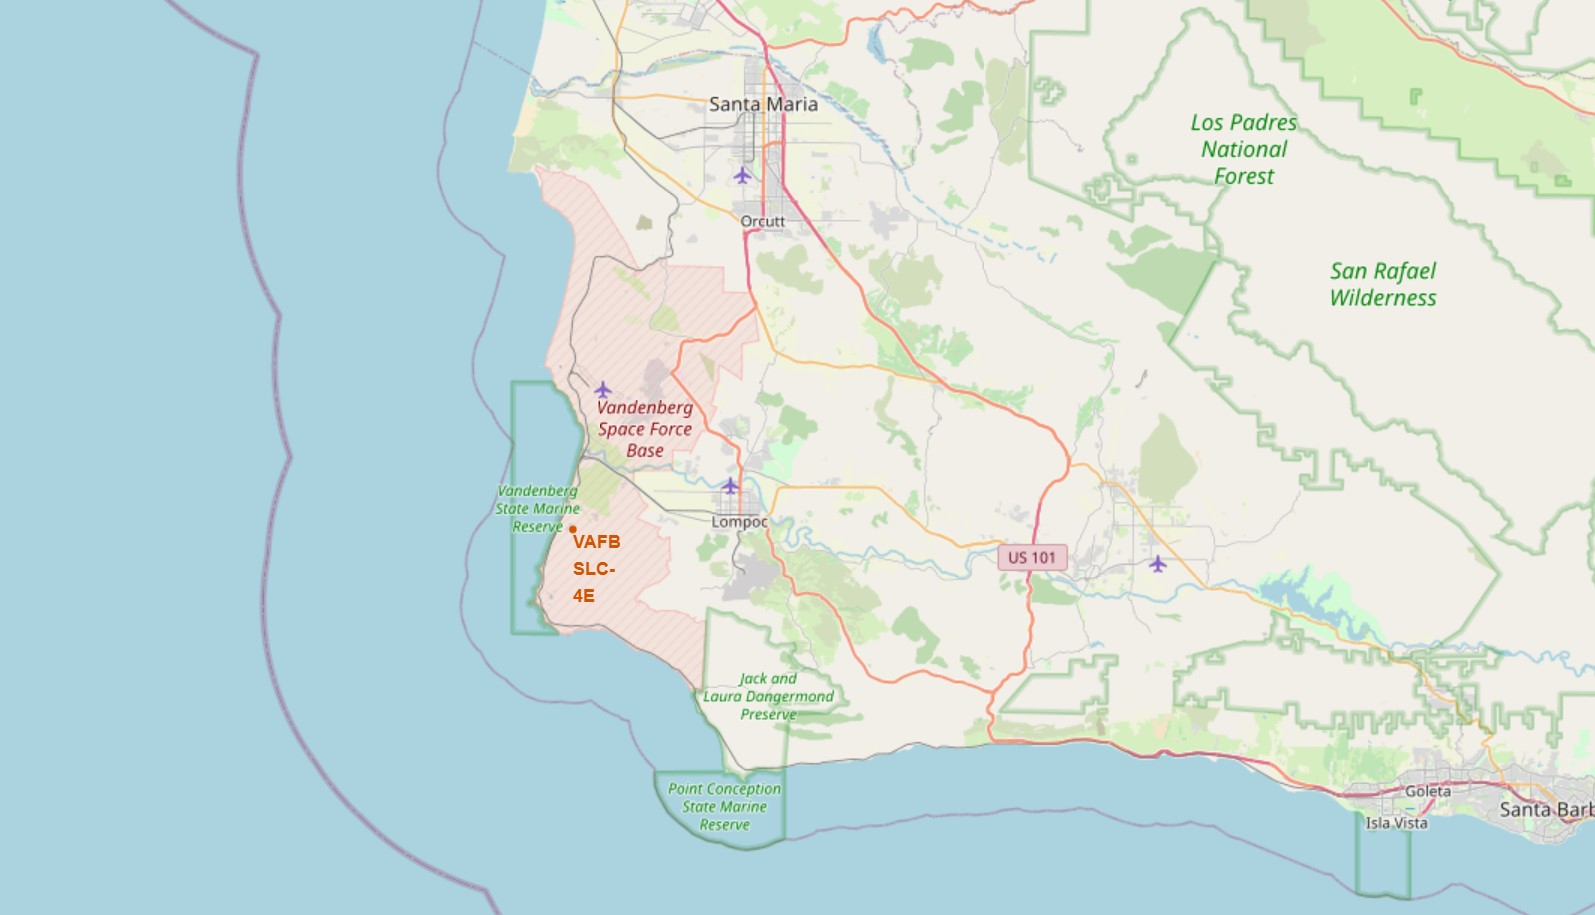 Santa Maria
Los Padres
National
Forest
Orcutt
San Rafael
Wilderness
Vandenberg
Space Force
Base
Vandenberg
State Marine
Reserve
Lompoc
VAFB
SLC-
4E
US 101
Jack and
Laura Dangermond
Preserve
Point Conception
State Marine
Reserve
Goleta
Santa Barb
Isla Vista